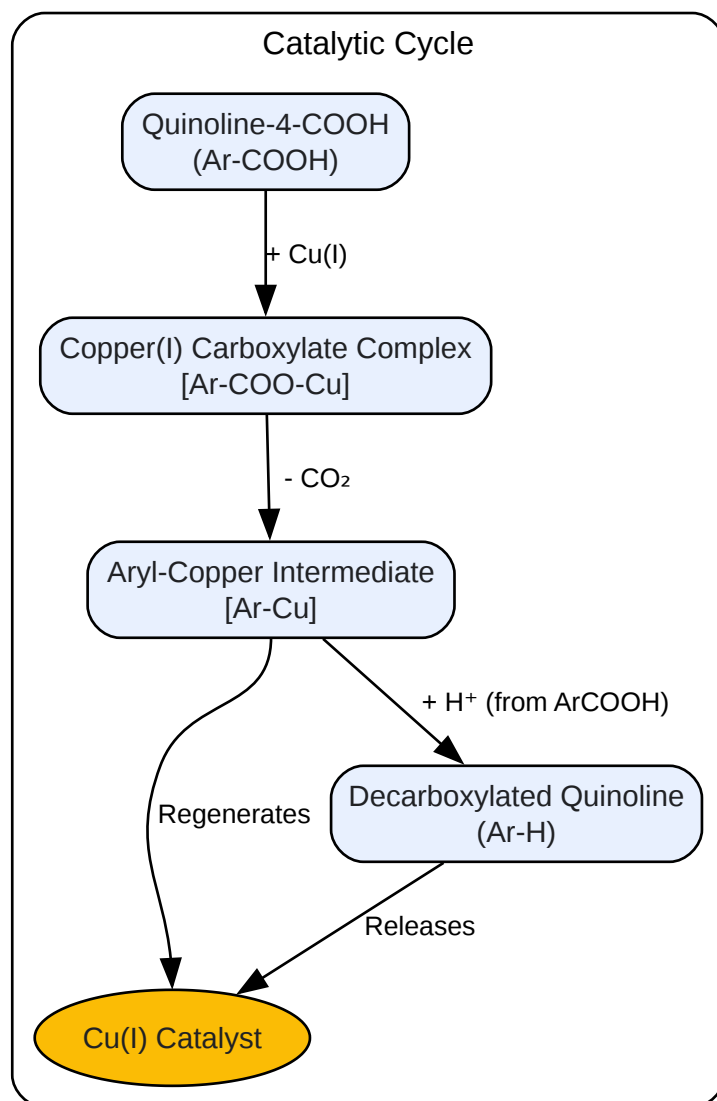 Catalytic Cycle
Quinoline-4-COOH
(Ar-COOH)
+ Cu(I)
Copper(I) Carboxylate Complex
[Ar-COO-Cu]
- CO₂
Aryl-Copper Intermediate
[Ar-Cu]
+ H⁺ (from ArCOOH)
Decarboxylated Quinoline
(Ar-H)
Regenerates
Releases
Cu(I) Catalyst